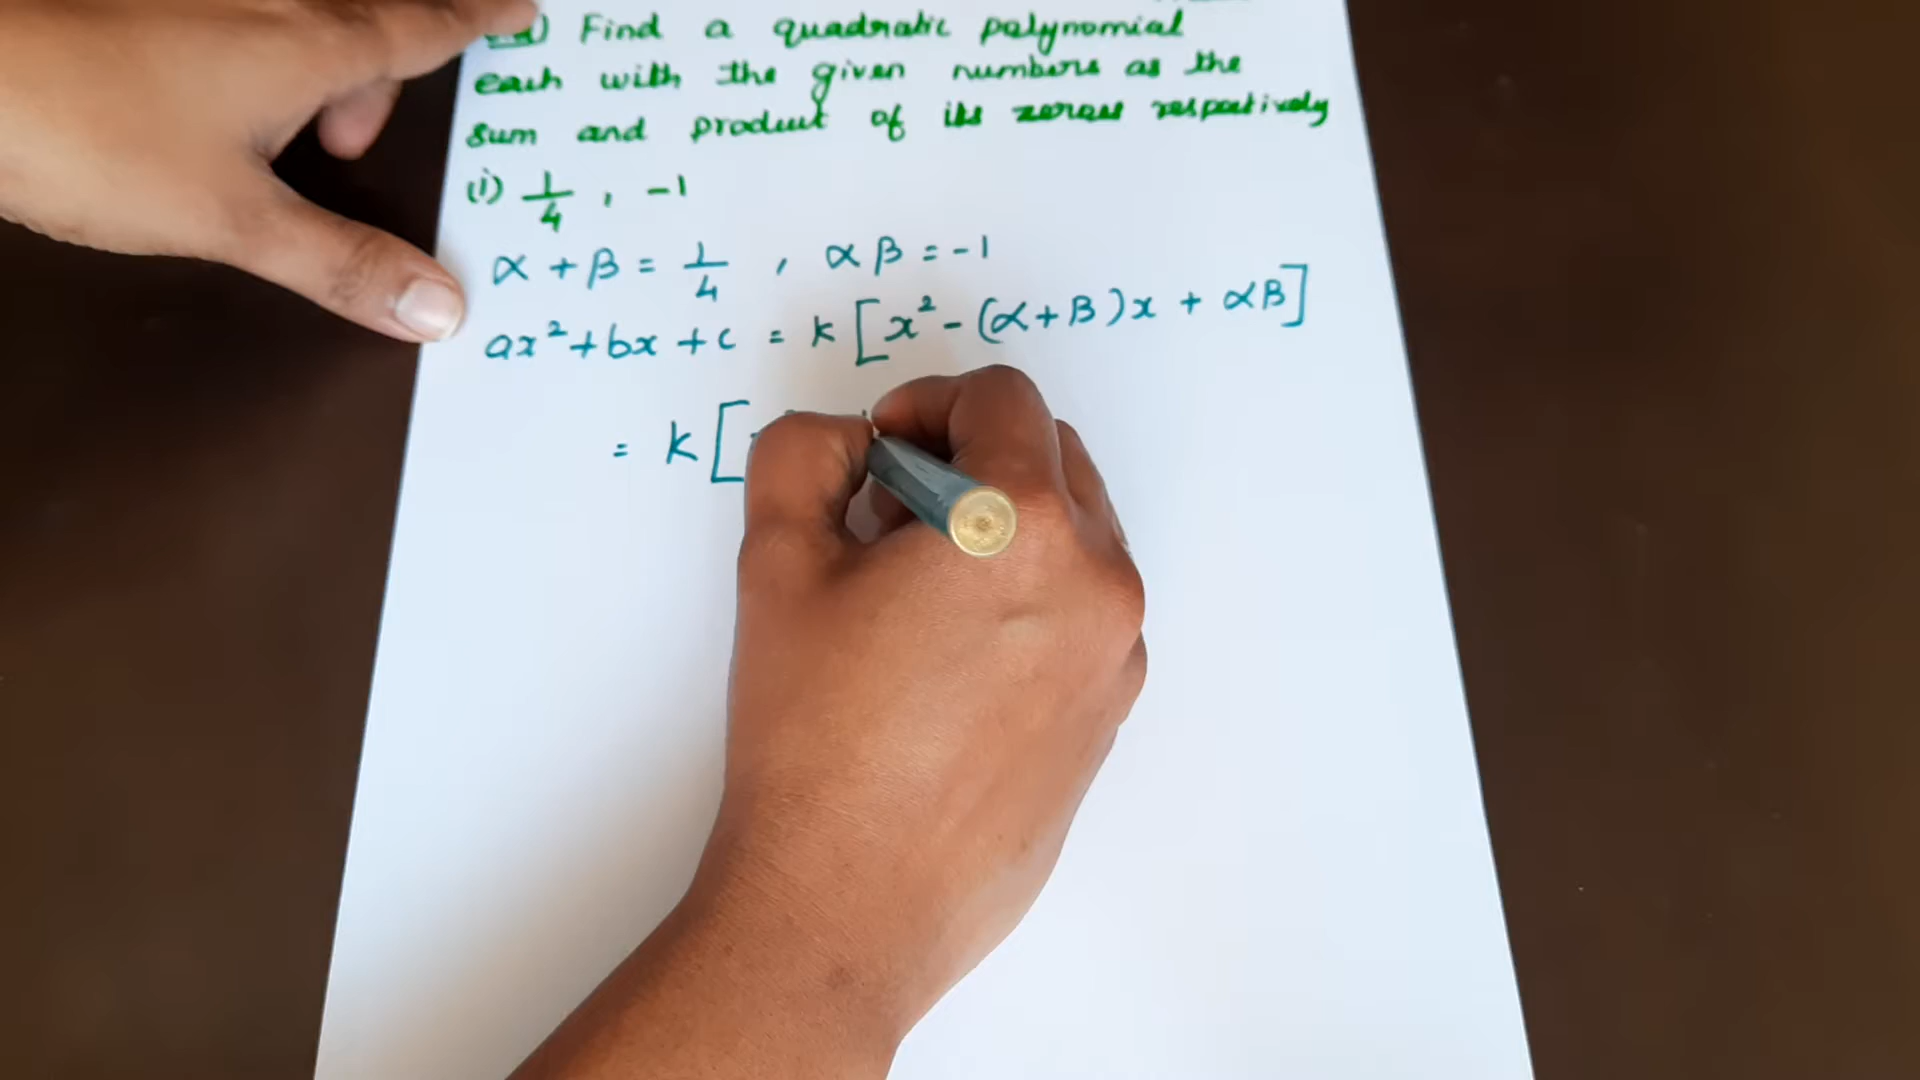 Find a quadratic polynomial
each with the given numbers as the
sum and product of its zeroes respectively
(i) 1/4 , -1
α + β = 1/4 , αβ = -1
ax² + bx + c = k [x² - (α + β)x + αβ]
= k [